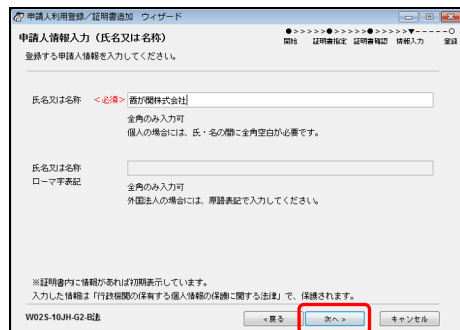 申請人利用登録／証明書追加 ウィザード
申請人情報入力（氏名又は名称）
●>>>>>●>>>>>●>>>>>▼-----○
開始 証明書指定 証明書確認 情報入力 登録
登録する申請人情報を入力してください。
氏名又は名称 <必須> 霞が関株式会社
全角のみ入力可
個人の場合には、氏・名の間に全角空白が必要です。
氏名又は名称
ローマ字表記
全角のみ入力可
外国法人の場合には、原語表記で入力してください。
※証明書内に情報があれば初期表示しています。
入力した情報は「行政機関の保有する個人情報の保護に関する法律」で、保護されます。
W02S-10JH-G2-B法
<戻る 次へ> キャンセル